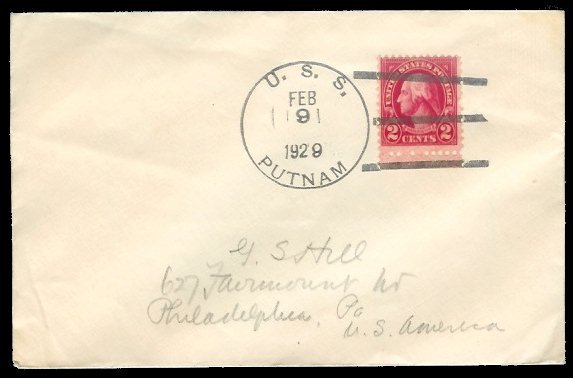 U. S. S.
FEB
9
1929
PUTNAM
UNITED STATES POSTAGE
2 CENTS 2
G. S Hill
627 Fairmount Av
Philadelphia, Pa
U. S. America